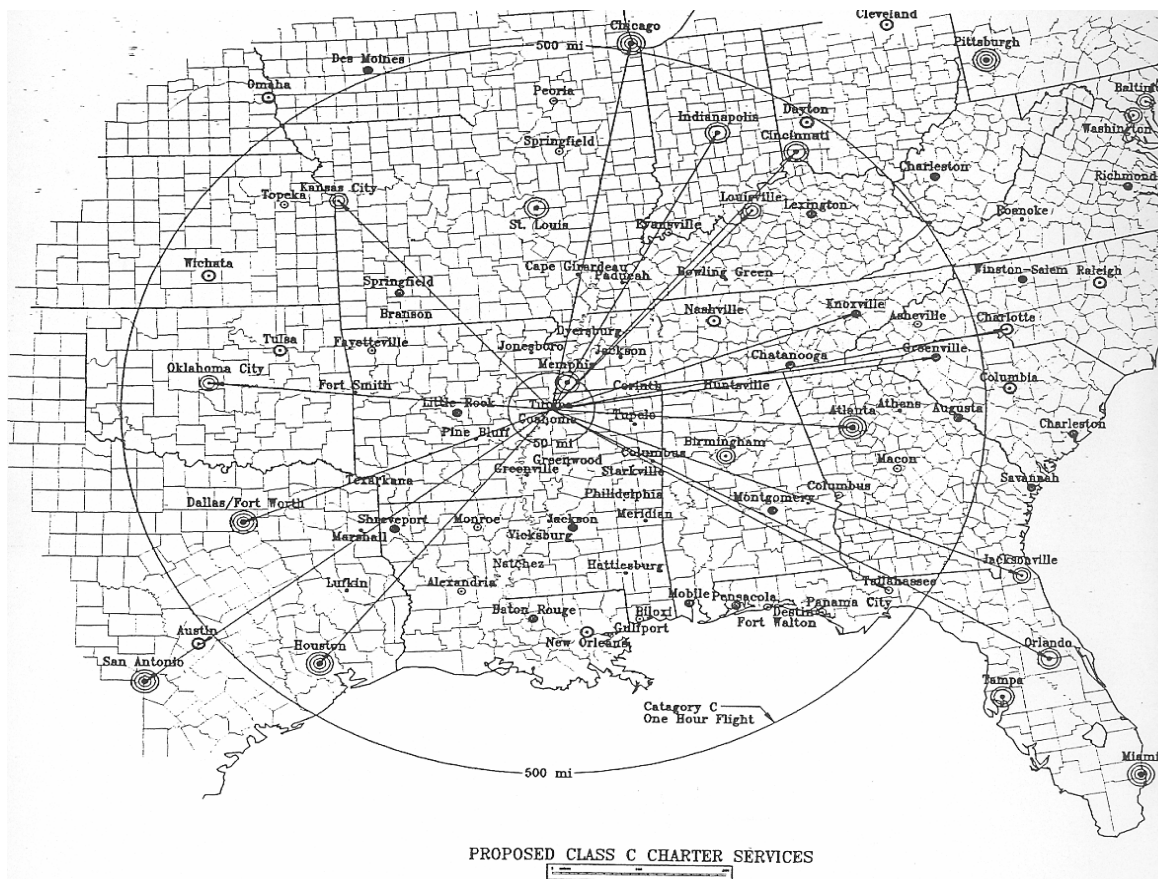 Cleveland
Chicago
500 mi
Pittsburgh
Des Moines
Omaha
Peoria
Dayton
Indianapolis
Cincinnati
Washington
Springfield
Charleston
Richmond
Topeka
Kansas City
Louisville
Lexington
St. Louis
Evansville
Roanoke
Wichata
Cape Girardeau
Paducah
Bowling Green
Winston-Salem
Raleigh
Springfield
Branson
Nashville
Knoxville
Asheville
Charlotte
Dyersburg
Tulsa
Fayetteville
Jonesboro
Jackson
Chatanooga
Greenville
Oklahoma City
Memphis
Fort Smith
Corinth
Huntsville
Columbia
Little Rock
Tunica
Coahoma
Tupelo
Atlanta
Athens
Augusta
Pine Bluff
50 mi
Birmingham
Charleston
Greenwood
Columbus
Greenville
Starkville
Macon
Texarkana
Savannah
Dallas/Fort Worth
Philidelphia
Montgomery
Columbus
Shreveport
Monroe
Jackson
Meridian
Marshall
Vicksburg
Natchez
Hattiesburg
Jacksonville
Lufkin
Alexandria
Tallahassee
Mobile
Pensacola
Panama City
Baton Rouge
Biloxi
Destin
Fort Walton
Gulfport
New Orleans
Austin
Houston
Orlando
San Antonio
Tampa
Catagory C
One Hour Flight
Miami
500 mi
PROPOSED CLASS C CHARTER SERVICES